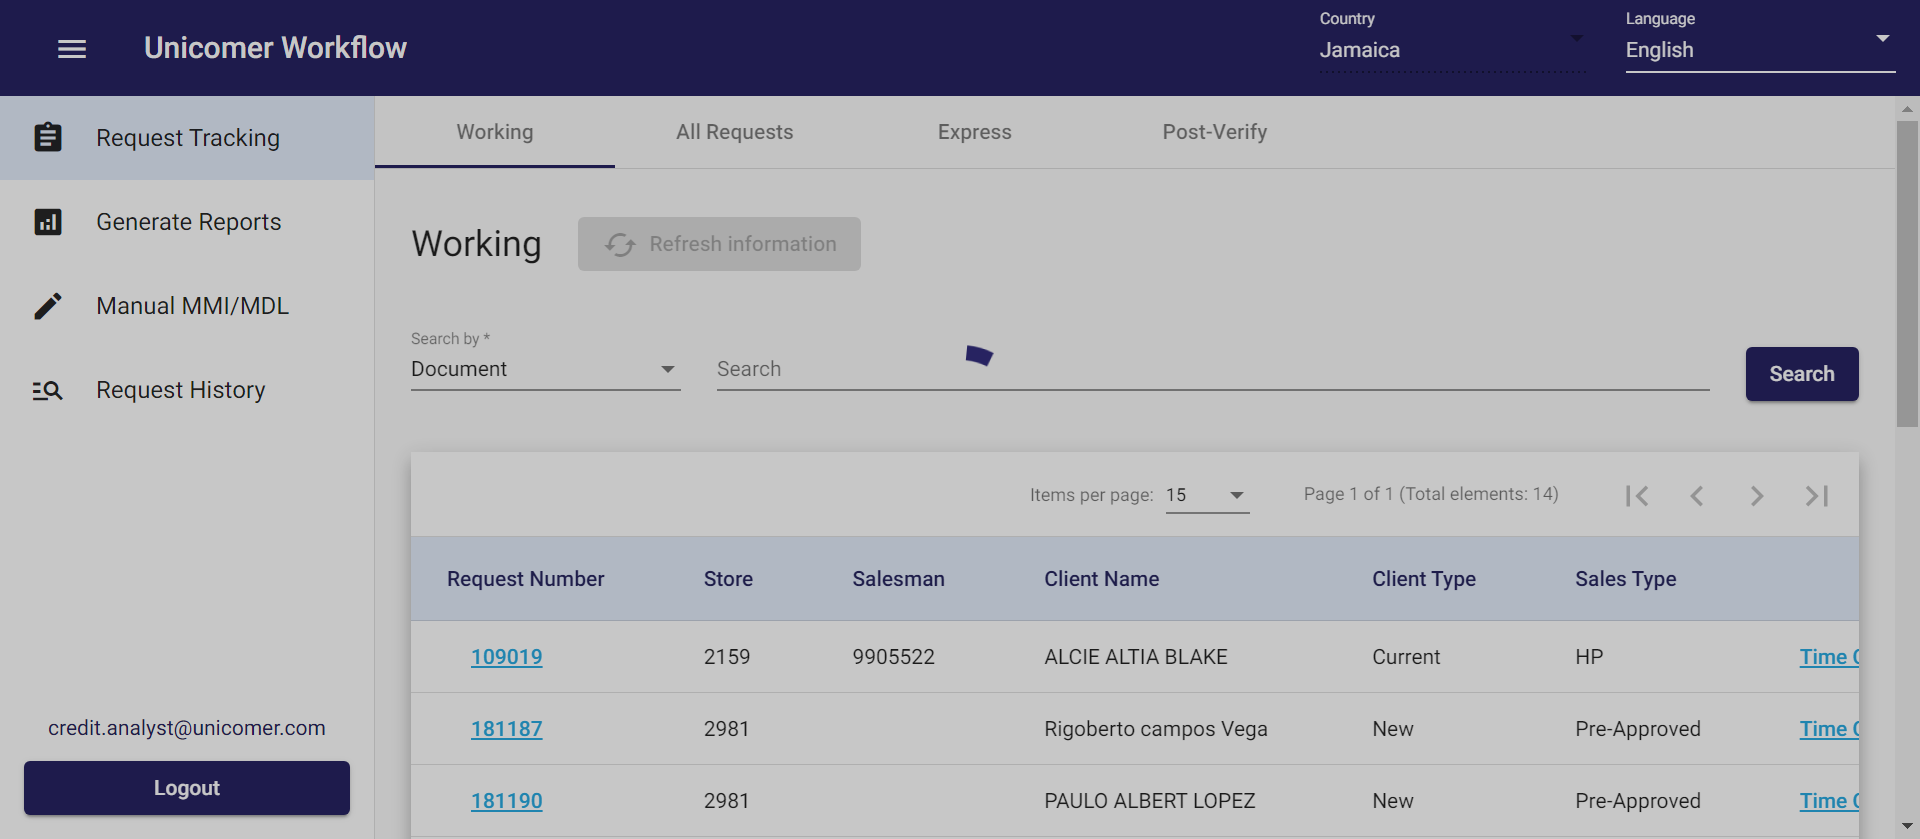 Unicomer Workflow
Country
Jamaica
Language
English
Request Tracking
Generate Reports
Manual MMI/MDL
Request History
credit.analyst@unicomer.com
Logout
Working All Requests Express Post-Verify
Working
Refresh information
Search by *
Document
Search
Search
Items per page: 15 Page 1 of 1 (Total elements: 14)
Request Number Store Salesman Client Name Client Type Sales Type
109019 2159 9905522 ALCIE ALTIA BLAKE Current HP Time
181187 2981 Rigoberto campos Vega New Pre-Approved Time
181190 2981 PAULO ALBERT LOPEZ New Pre-Approved Time